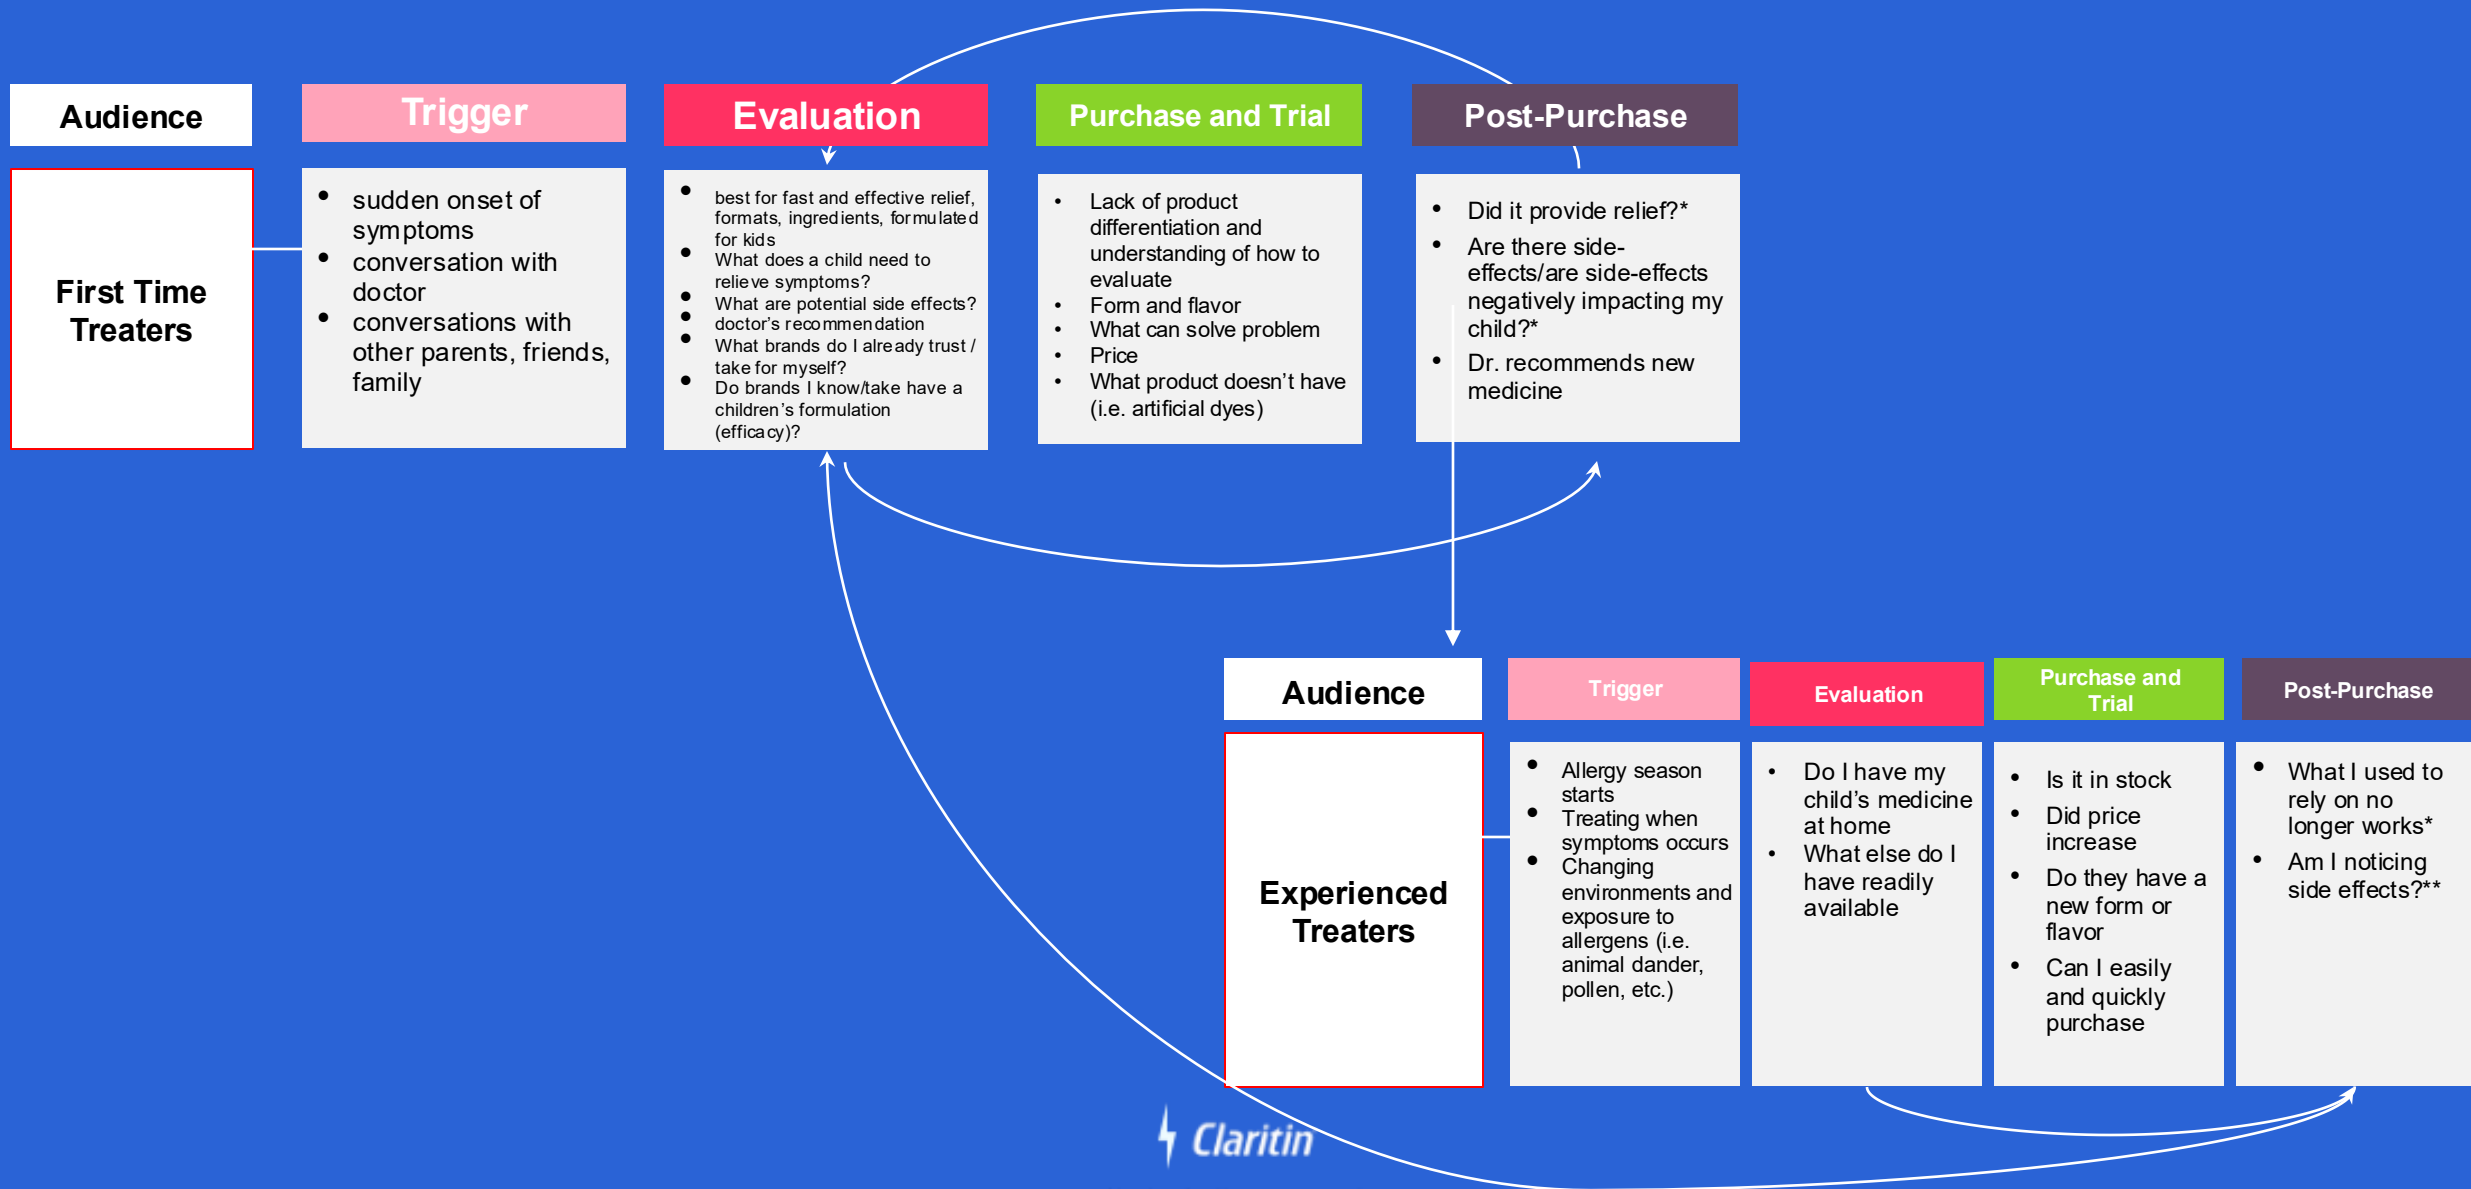 Audience
Trigger
Evaluation
Purchase and Trial
Post-Purchase
First Time
Treaters
• sudden onset of
symptoms
• conversation with
doctor
• conversations with
other parents, friends,
family
• best for fast and effective relief,
formats, ingredients, formulated
for kids
• What does a child need to
relieve symptoms?
• What are potential side effects?
• doctor's recommendation
• What brands do I already trust /
take for myself?
• Do brands I know/take have a
children's formulation
(efficacy)?
• Lack of product
differentiation and
understanding of how to
evaluate
• Form and flavor
• What can solve problem
• Price
• What product doesn't have
(i.e. artificial dyes)
• Did it provide relief?*
• Are there side-
effects/are side-effects
negatively impacting my
child?*
• Dr. recommends new
medicine
Audience
Trigger
Evaluation
Purchase and
Trial
Post-Purchase
Experienced
Treaters
• Allergy season
starts
• Treating when
symptoms occurs
• Changing
environments and
exposure to
allergens (i.e.
animal dander,
pollen, etc.)
• Do I have my
child's medicine
at home
• What else do I
have readily
available
• Is it in stock
• Did price
increase
• Do they have a
new form or
flavor
• Can I easily
and quickly
purchase
• What I used to
rely on no
longer works*
• Am I noticing
side effects?**
Claritin